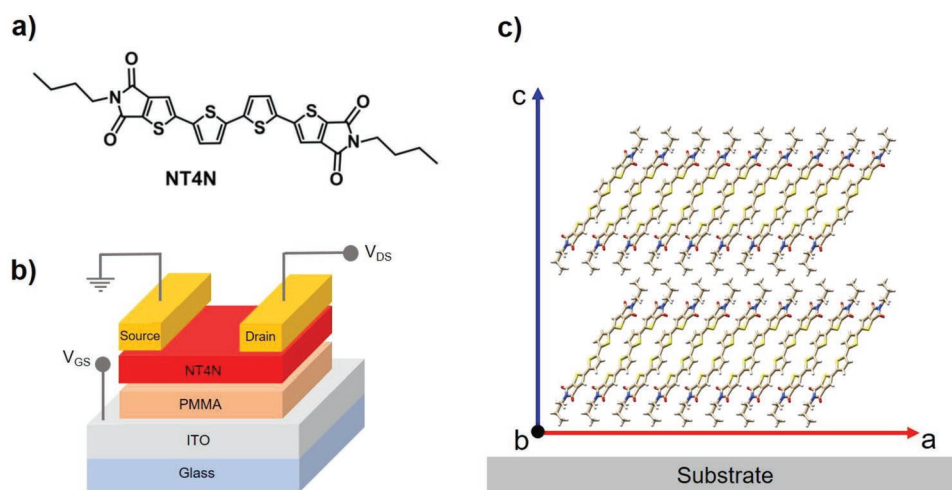 a)
O
O
N
S
S
S
S
N
O
O
NT4N
b)
V_DS
Source
Drain
V_GS
NT4N
PMMA
ITO
Glass
c)
c
b
a
Substrate